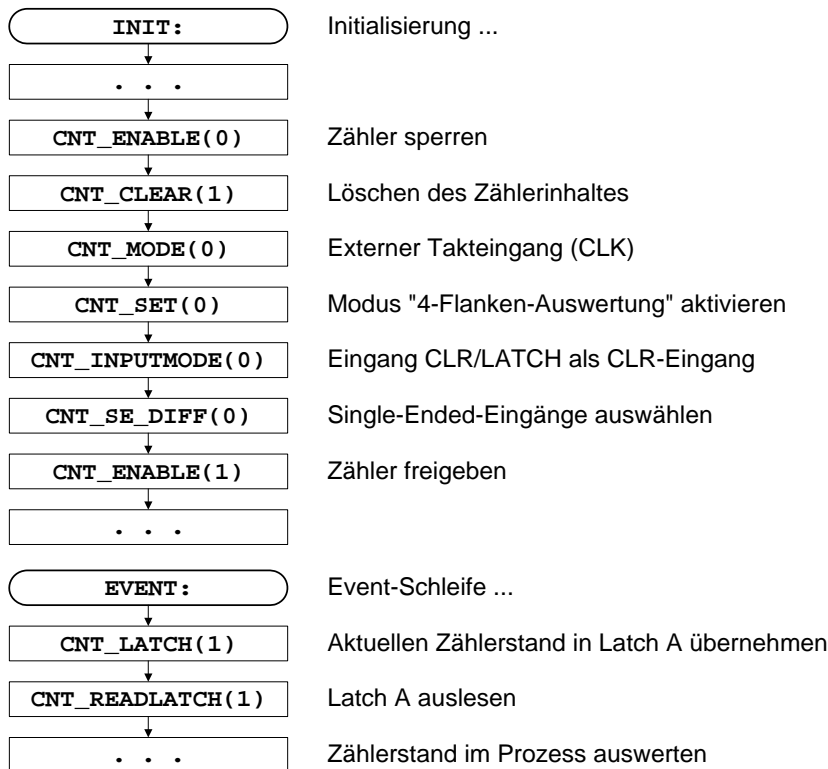 INIT: Initialisierung ...
. . .
CNT_ENABLE(0) Zähler sperren
CNT_CLEAR(1) Löschen des Zählerinhaltes
CNT_MODE(0) Externer Takteingang (CLK)
CNT_SET(0) Modus "4-Flanken-Auswertung" aktivieren
CNT_INPUTMODE(0) Eingang CLR/LATCH als CLR-Eingang
CNT_SE_DIFF(0) Single-Ended-Eingänge auswählen
CNT_ENABLE(1) Zähler freigeben
. . .
EVENT: Event-Schleife ...
CNT_LATCH(1) Aktuellen Zählerstand in Latch A übernehmen
CNT_READLATCH(1) Latch A auslesen
. . . Zählerstand im Prozess auswerten